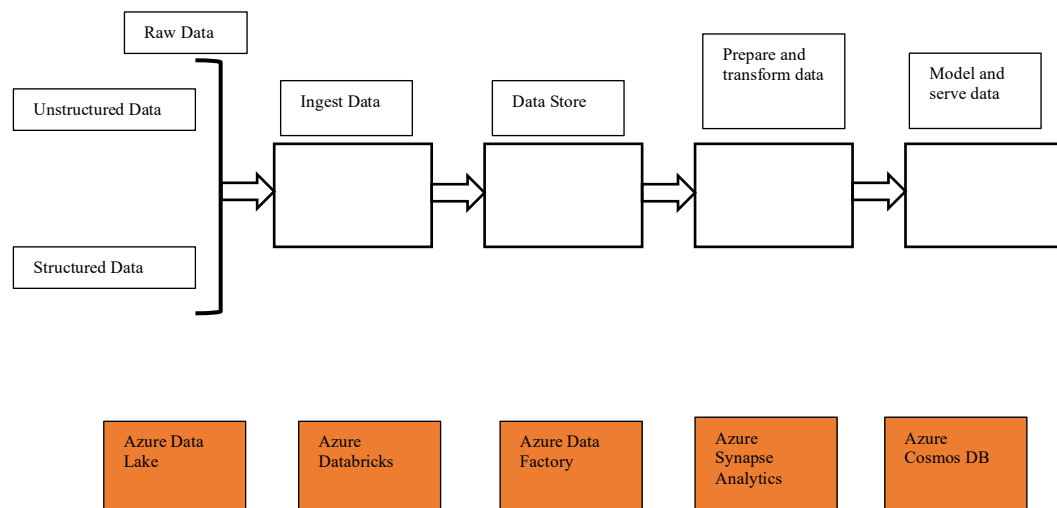 Raw Data
Unstructured Data
Structured Data
Ingest Data
Data Store
Prepare and
transform data
Model and
serve data
Azure Data
Lake
Azure
Databricks
Azure Data
Factory
Azure
Synapse
Analytics
Azure
Cosmos DB